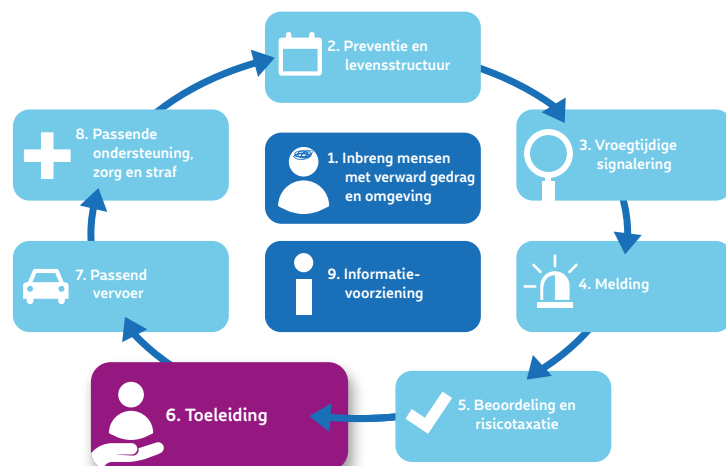 2. Preventie en
levensstructuur
8. Passende
ondersteuning,
zorg en straf
1. Inbreng mensen
met verward gedrag
en omgeving
3. Vroegtijdige
signalering
7. Passend
vervoer
9. Informatie-
voorziening
4. Melding
6. Toeleiding
5. Beoordeling en
risicotaxatie